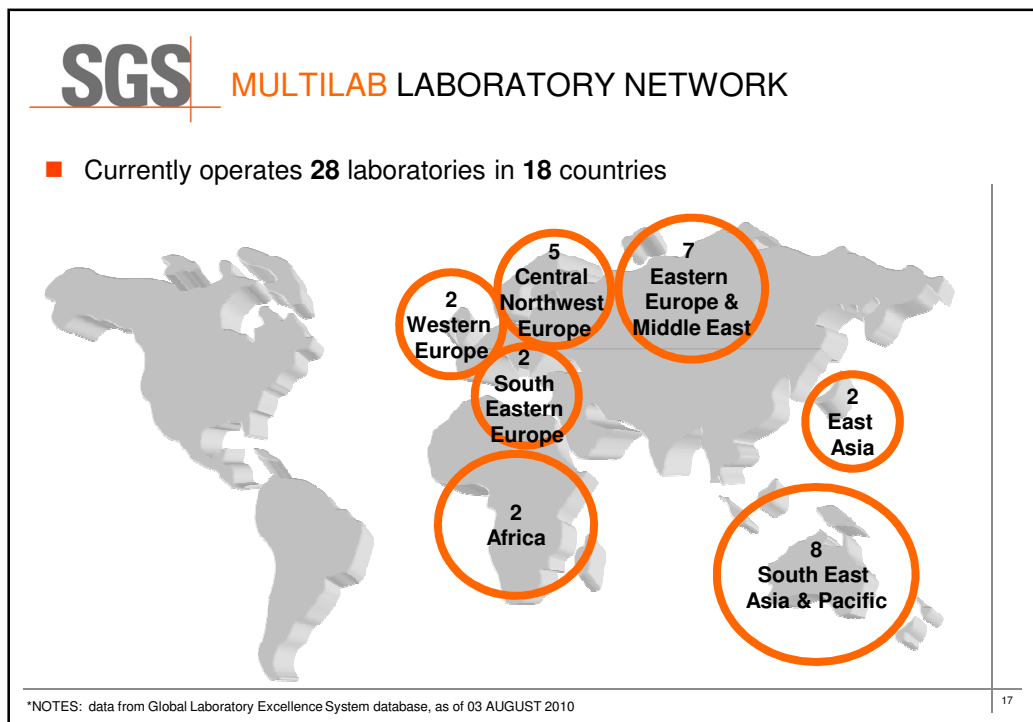 SGS
MULTILAB LABORATORY NETWORK
■ Currently operates 28 laboratories in 18 countries
2
Western
Europe
5
Central
Northwest
Europe
7
Eastern
Europe &
Middle East
2
South
Eastern
Europe
2
East
Asia
2
Africa
8
South East
Asia & Pacific
*NOTES: data from Global Laboratory Excellence System database, as of 03 AUGUST 2010
17